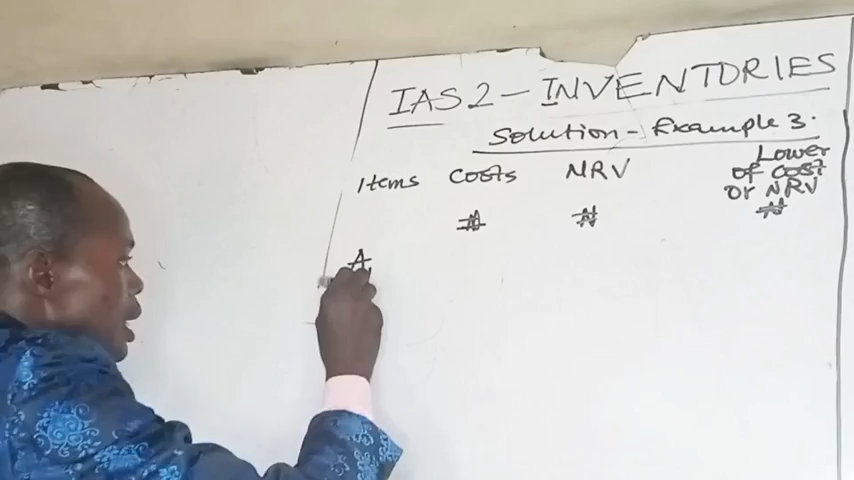 IAS 2 - INVENTORIES
Solution - Example 3.
Items Costs NRV Lower of cost or NRV
₦ ₦ ₦
A